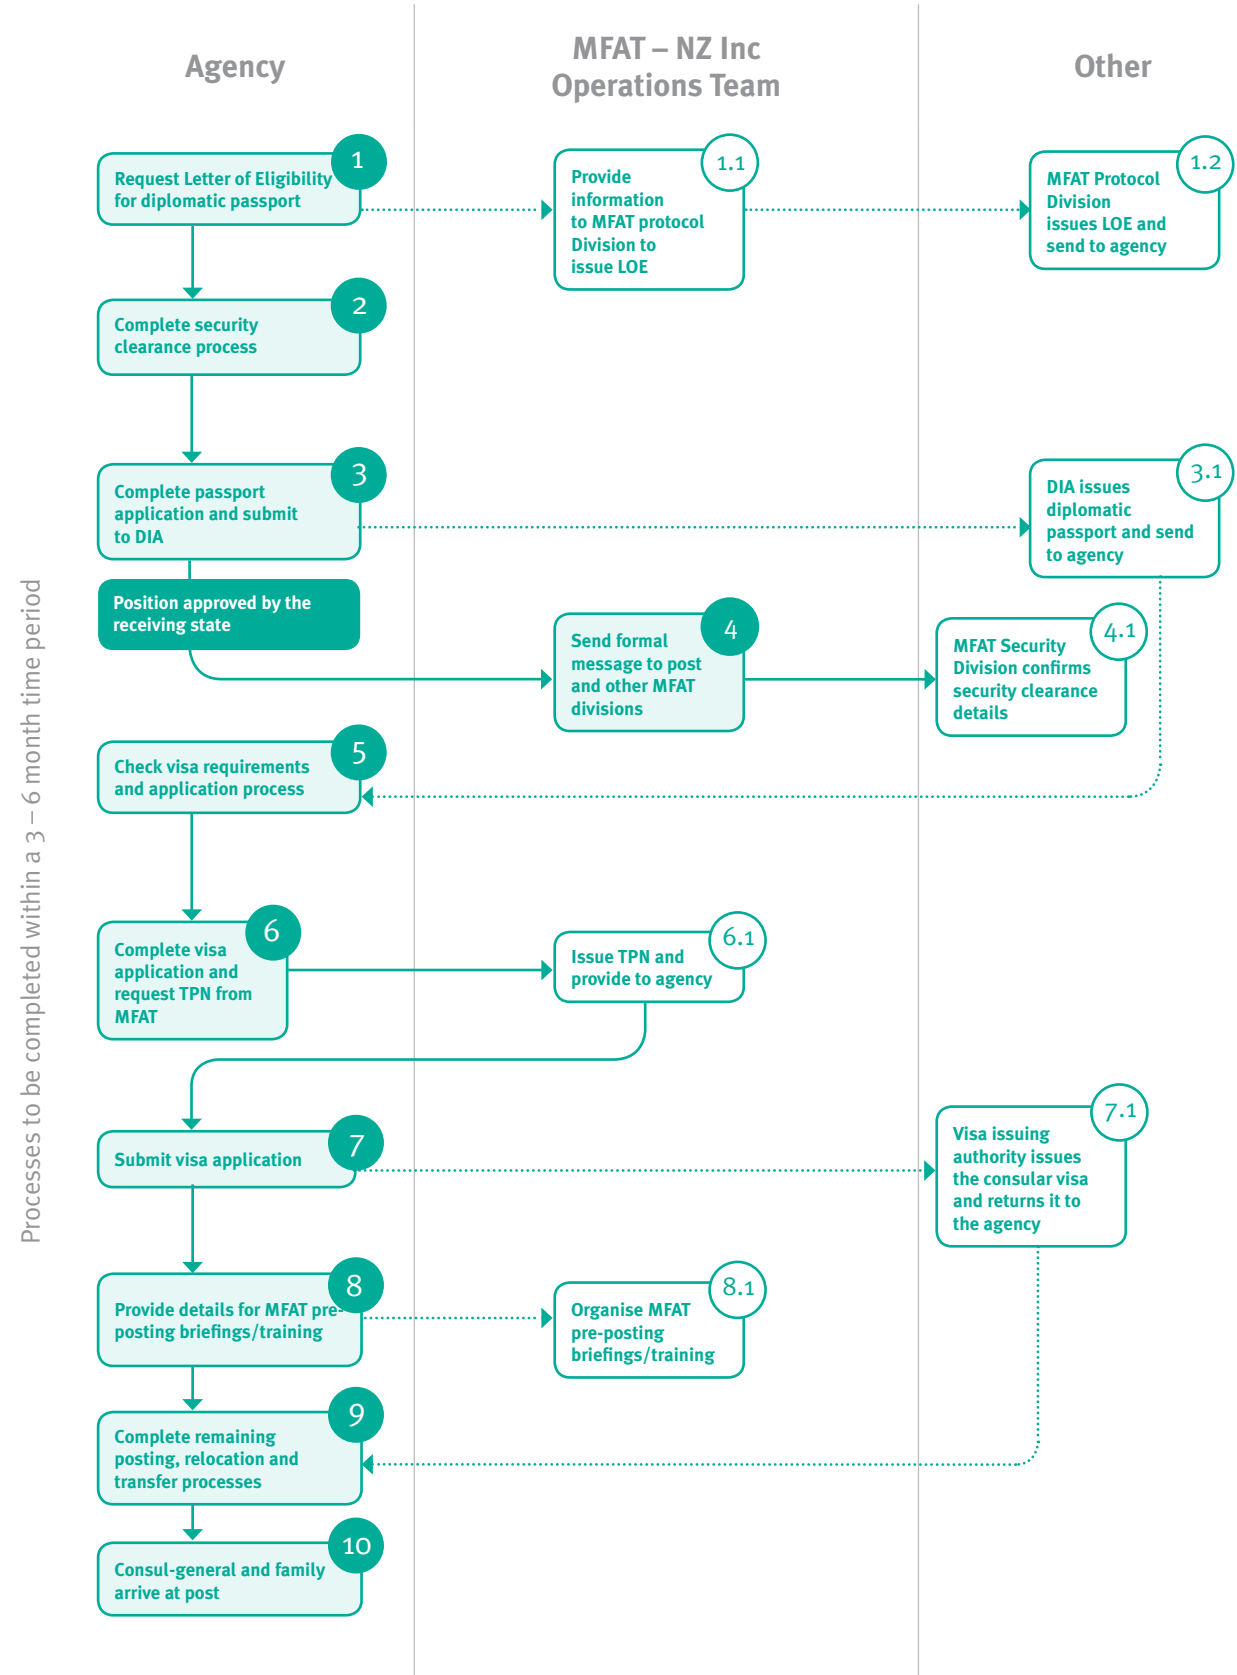 Agency
MFAT – NZ Inc
Operations Team
Other
1
Request Letter of Eligibility
for diplomatic passport
1.1
Provide
information
to MFAT protocol
Division to
issue LOE
1.2
MFAT Protocol
Division
issues LOE and
send to agency
2
Complete security
clearance process
3
Complete passport
application and submit
to DIA
3.1
DIA issues
diplomatic
passport and send
to agency
Position approved by the
receiving state
4
Send formal
message to post
and other MFAT
divisions
4.1
MFAT Security
Division confirms
security clearance
details
5
Check visa requirements
and application process
6
Complete visa
application and
request TPN from
MFAT
6.1
Issue TPN and
provide to agency
7
Submit visa application
7.1
Visa issuing
authority issues
the consular visa
and returns it to
the agency
8
Provide details for MFAT pre-
posting briefings/training
8.1
Organise MFAT
pre-posting
briefings/training
9
Complete remaining
posting, relocation and
transfer processes
10
Consul-general and family
arrive at post
Processes to be completed within a 3 – 6 month time period